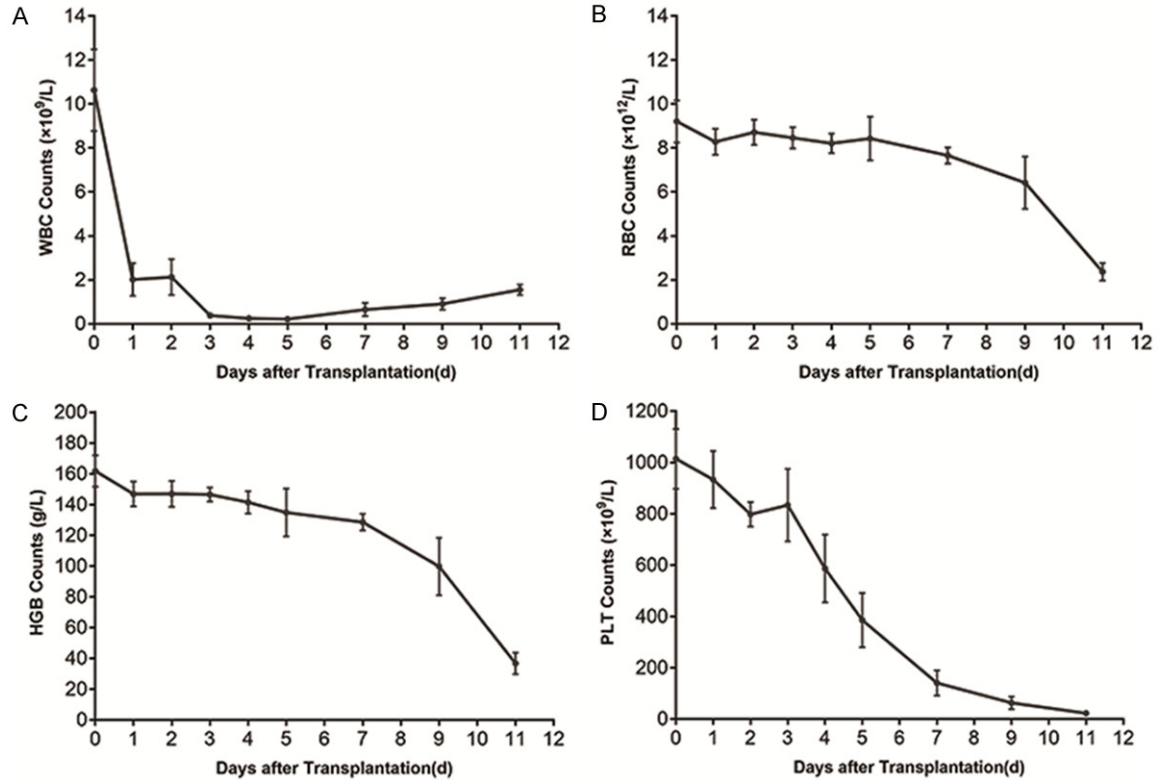 A
WBC Counts (×10⁹/L)
14
12
10
8
6
4
2
0
0 1 2 3 4 5 6 7 8 9 10 11 12
Days after Transplantation(d)
B
RBC Counts (×10¹²/L)
14
12
10
8
6
4
2
0
0 1 2 3 4 5 6 7 8 9 10 11 12
Days after Transplantation(d)
C
HGB Counts (g/L)
200
180
160
140
120
100
80
60
40
20
0
0 1 2 3 4 5 6 7 8 9 10 11 12
Days after Transplantation(d)
D
PLT Counts (×10⁹/L)
1200
1000
800
600
400
200
0
0 1 2 3 4 5 6 7 8 9 10 11 12
Days after Transplantation(d)